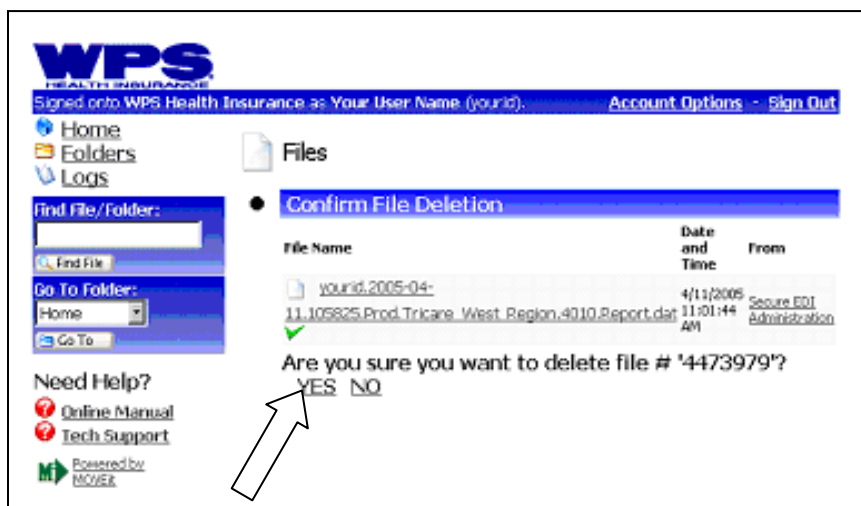 WPS
HEALTH INSURANCE
Signed onto WPS Health Insurance as Your User Name (yourid). Account Options - Sign Out
Home
Folders
Logs
Find File/Folder:
Find File
Go To Folder:
Home
Go To
Need Help?
Online Manual
Tech Support
Powered by
MOVEit
Files
Confirm File Deletion
File Name
Date
and
Time
From
yourid.2005-04-
11.105825.Prod.Tricare_West Region.4010.Report.dat
4/11/2005
11:01:44
AM
Secure EDI
Administration
Are you sure you want to delete file # '4473979'?
YES NO